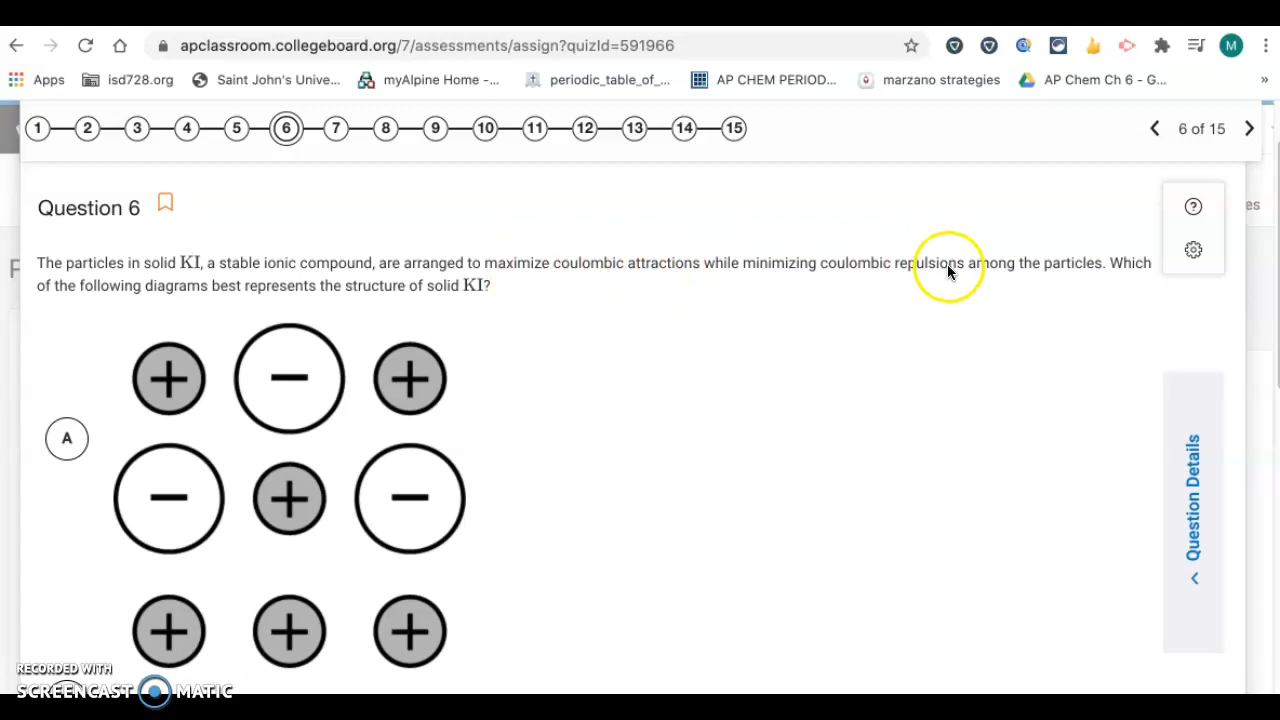 apclassroom.collegeboard.org/7/assessments/assign?quizId=591966
M
Apps isd728.org Saint John's Unive... myAlpine Home -... periodic_table_of_... AP CHEM PERIOD... marzano strategies AP Chem Ch 6 - G... »
1 2 3 4 5 6 7 8 9 10 11 12 13 14 15 6 of 15
Question 6
?
es
P
The particles in solid KI, a stable ionic compound, are arranged to maximize coulombic attractions while minimizing coulombic repulsions among the particles. Which
of the following diagrams best represents the structure of solid KI?
+ − +
A
− + −
+ + +
Question Details
RECORDED WITH
SCREENCAST MATIC